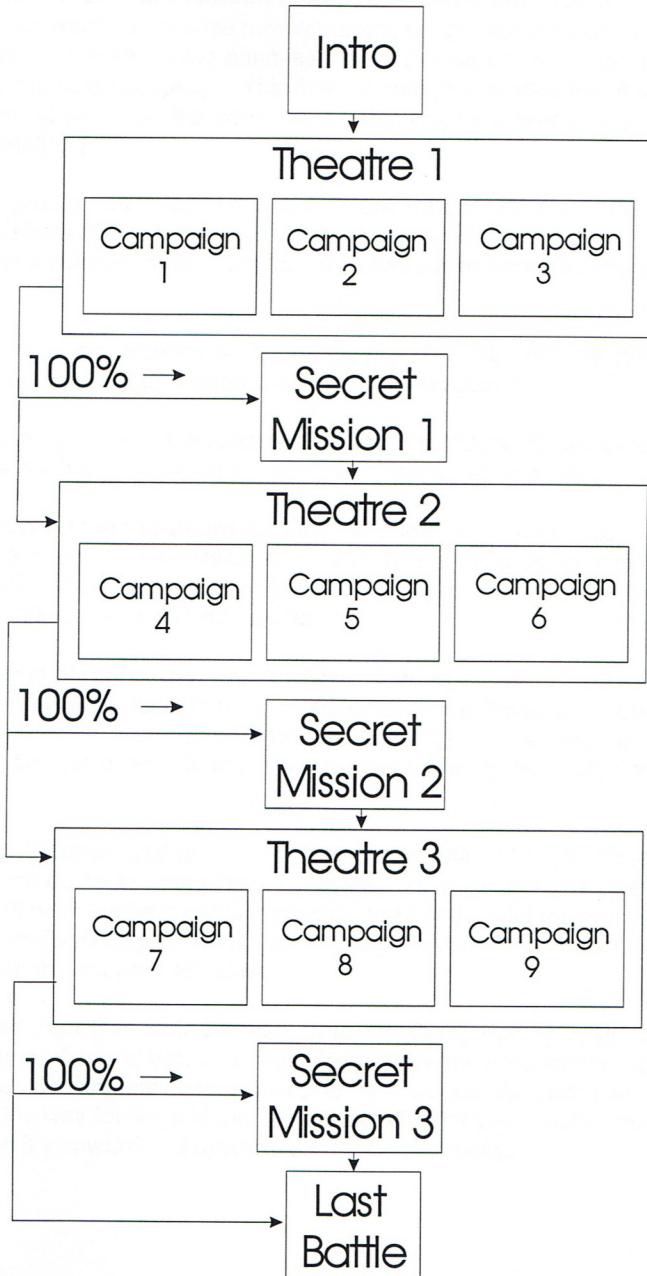 Intro
Theatre 1
Campaign
1
Campaign
2
Campaign
3
100%
Secret
Mission 1
Theatre 2
Campaign
4
Campaign
5
Campaign
6
100%
Secret
Mission 2
Theatre 3
Campaign
7
Campaign
8
Campaign
9
100%
Secret
Mission 3
Last
Battle